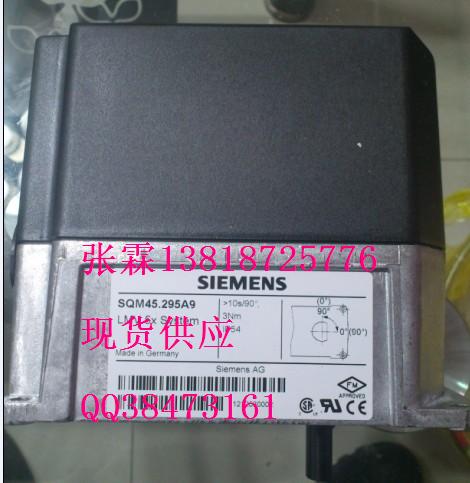 张霖13818725776
SIEMENS
SQM45.295A9
>10s/90°,
3Nm
System
现货供应
Made in Germany
Siemens AG
(0°)
90°
0°(90°)
QQ38473161
FM
APPROVED